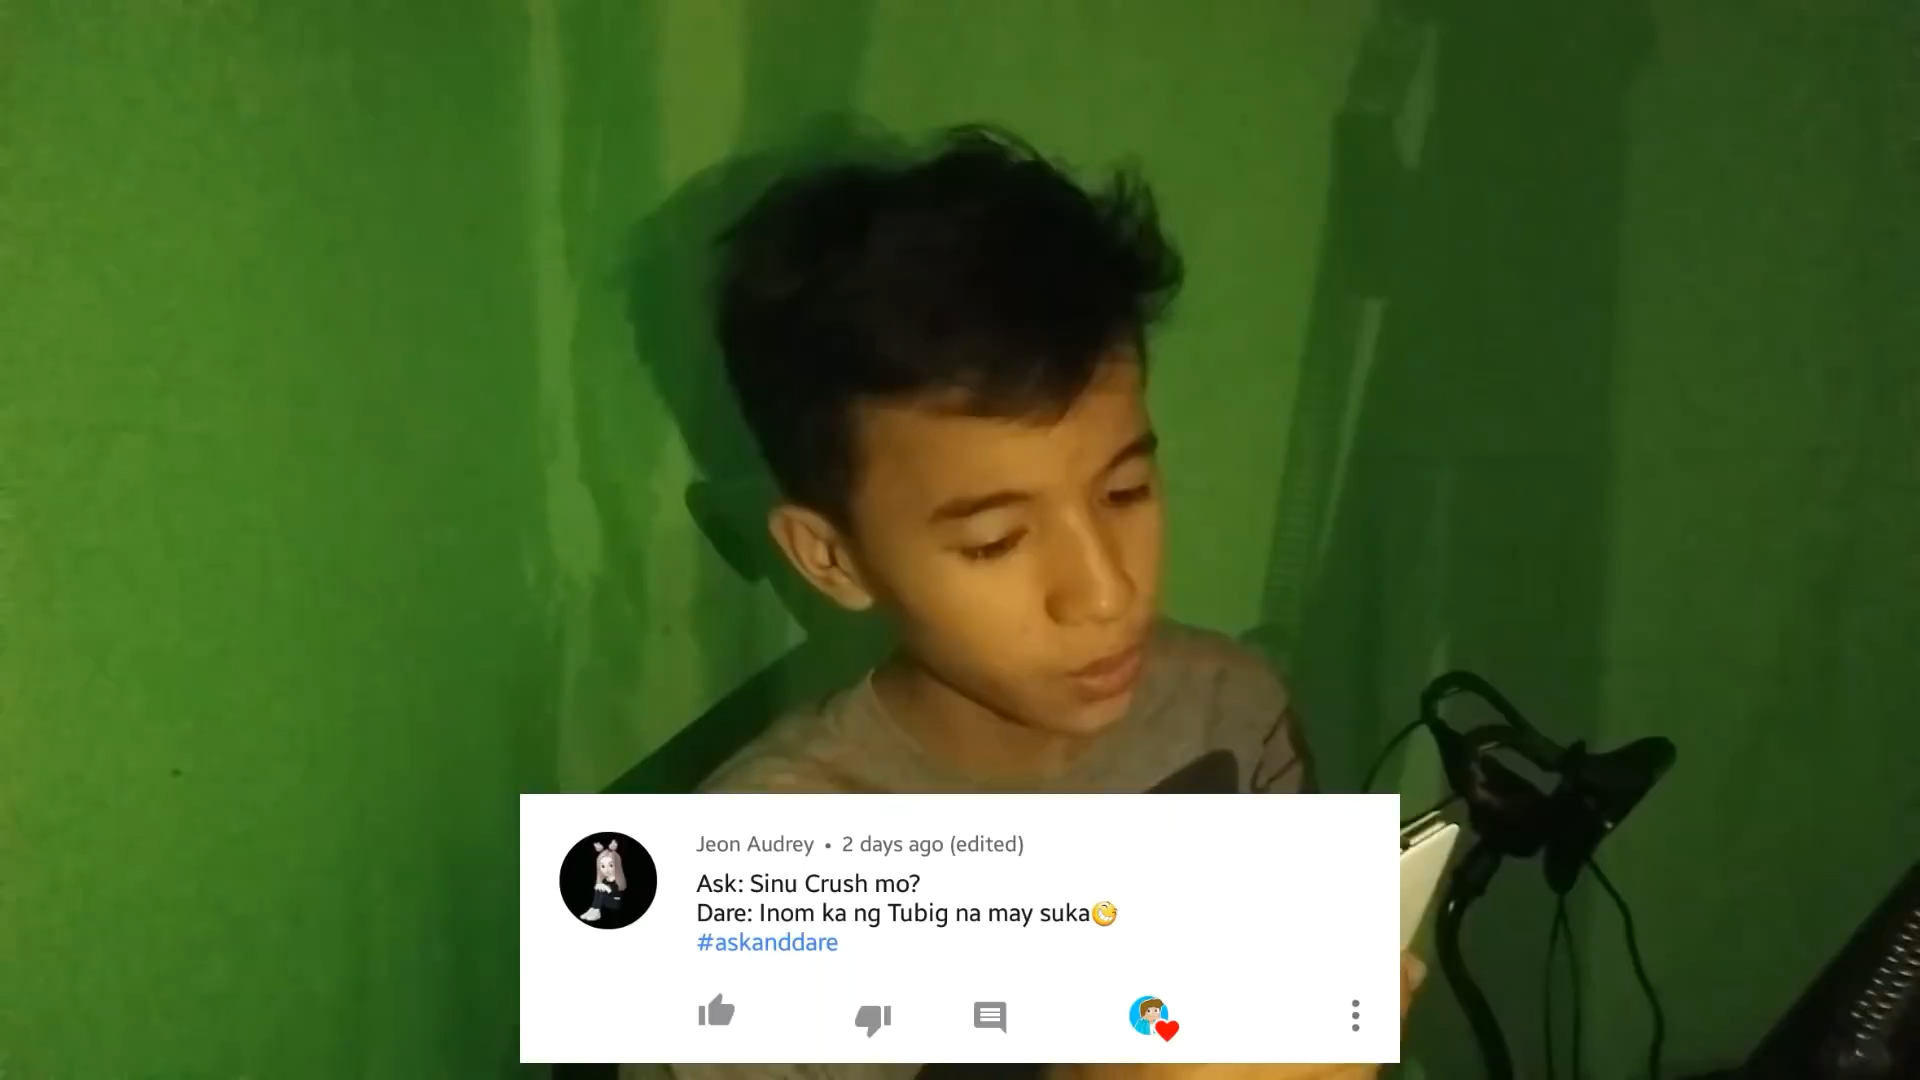 Jeon Audrey • 2 days ago (edited)
Ask: Sinu Crush mo?
Dare: Inom ka ng Tubig na may suka😆
#askanddare